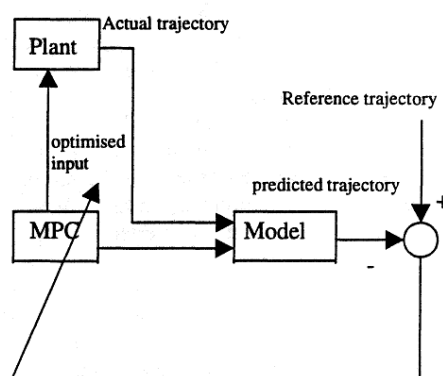 Actual trajectory
Plant
Reference trajectory
optimised
input
predicted trajectory
+
MPC
Model
-